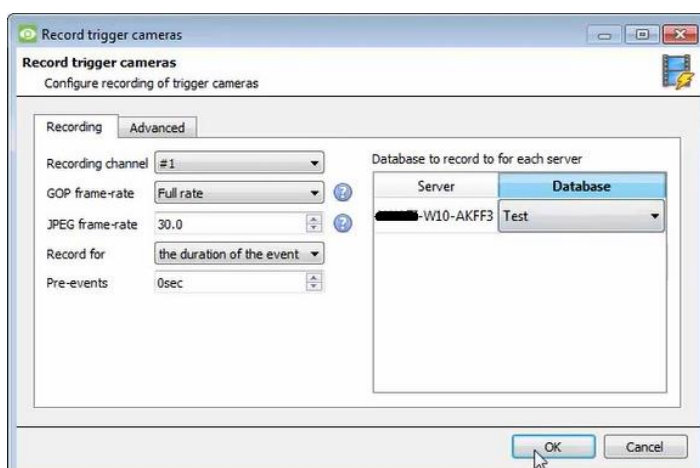 Record trigger cameras
Record trigger cameras
Configure recording of trigger cameras
Recording Advanced
Recording channel #1
GOP frame-rate Full rate ?
JPEG frame-rate 30.0 ?
Record for the duration of the event
Pre-events 0sec
Database to record to for each server
Server Database
-W10-AKFF3 Test
OK Cancel